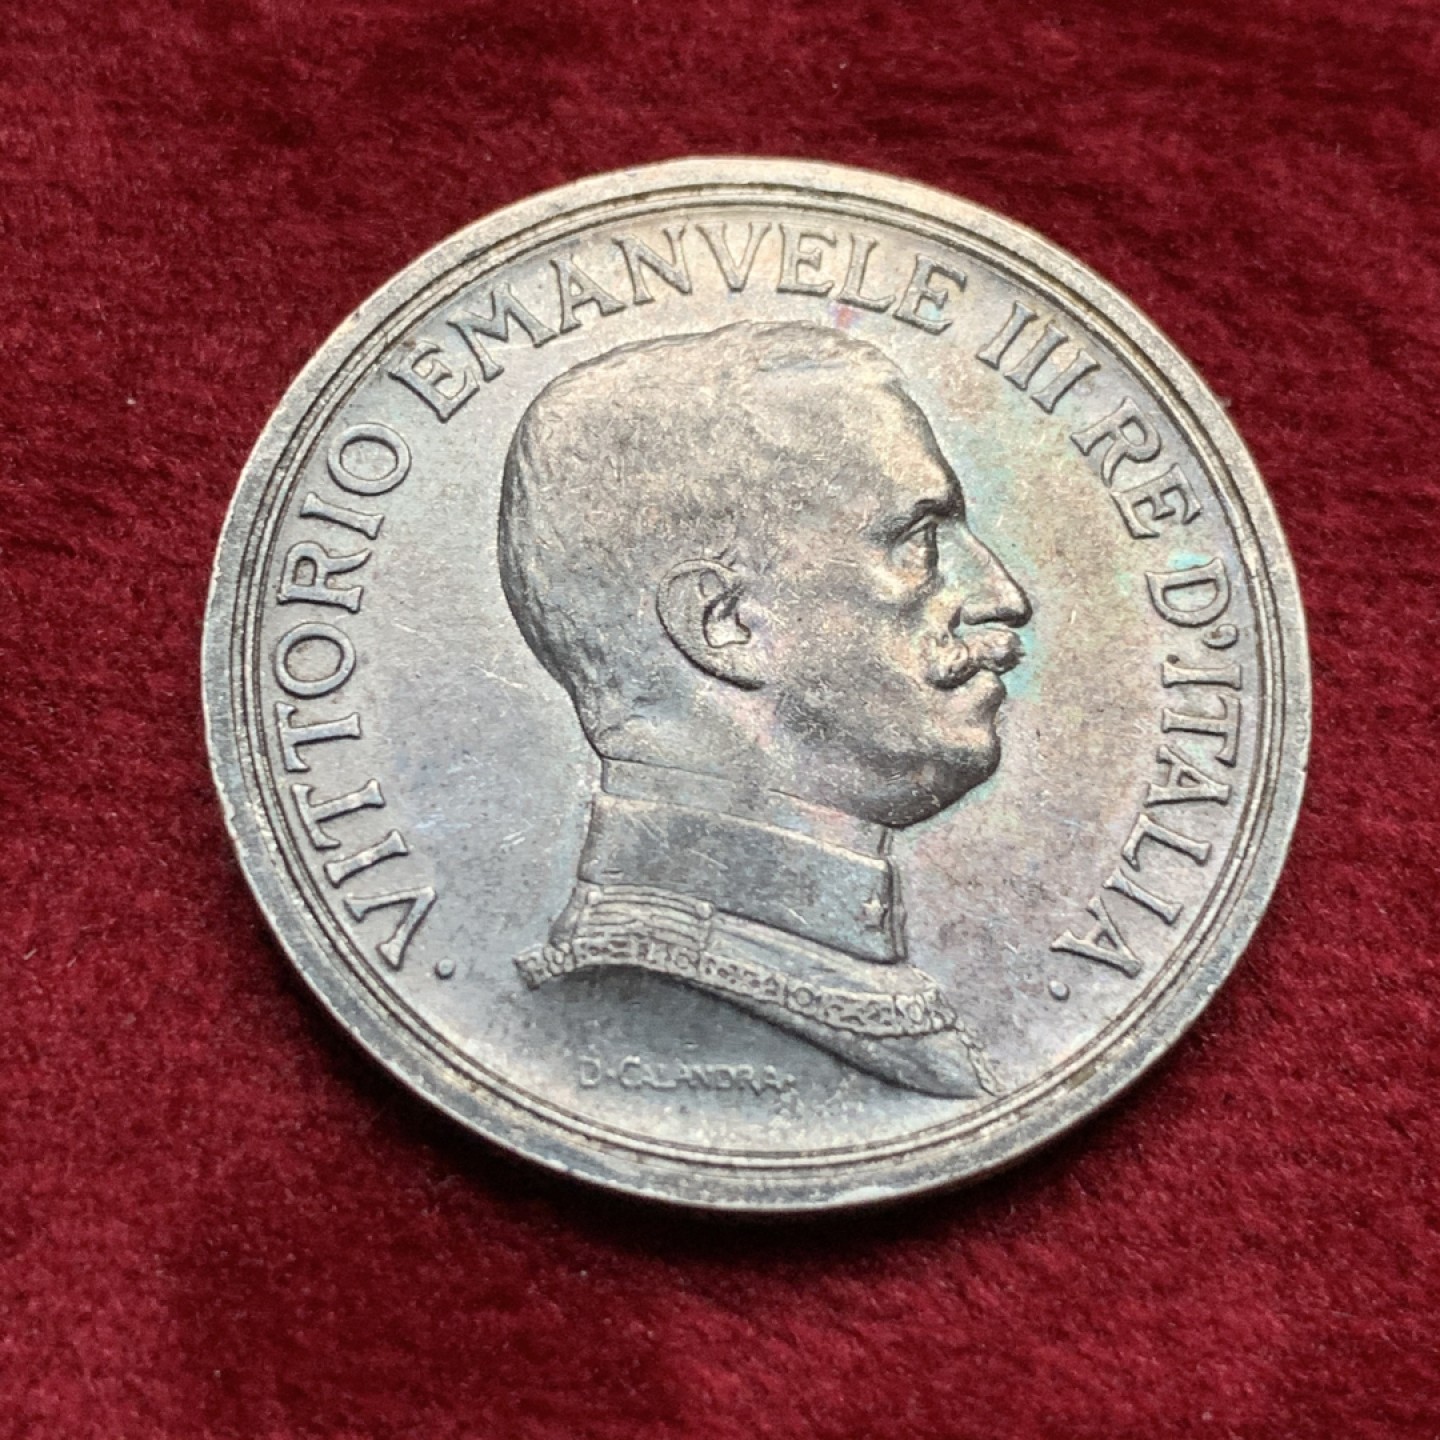 · VITTORIO EMANVELE III RE D'ITALIA ·
D·CALANDRA·